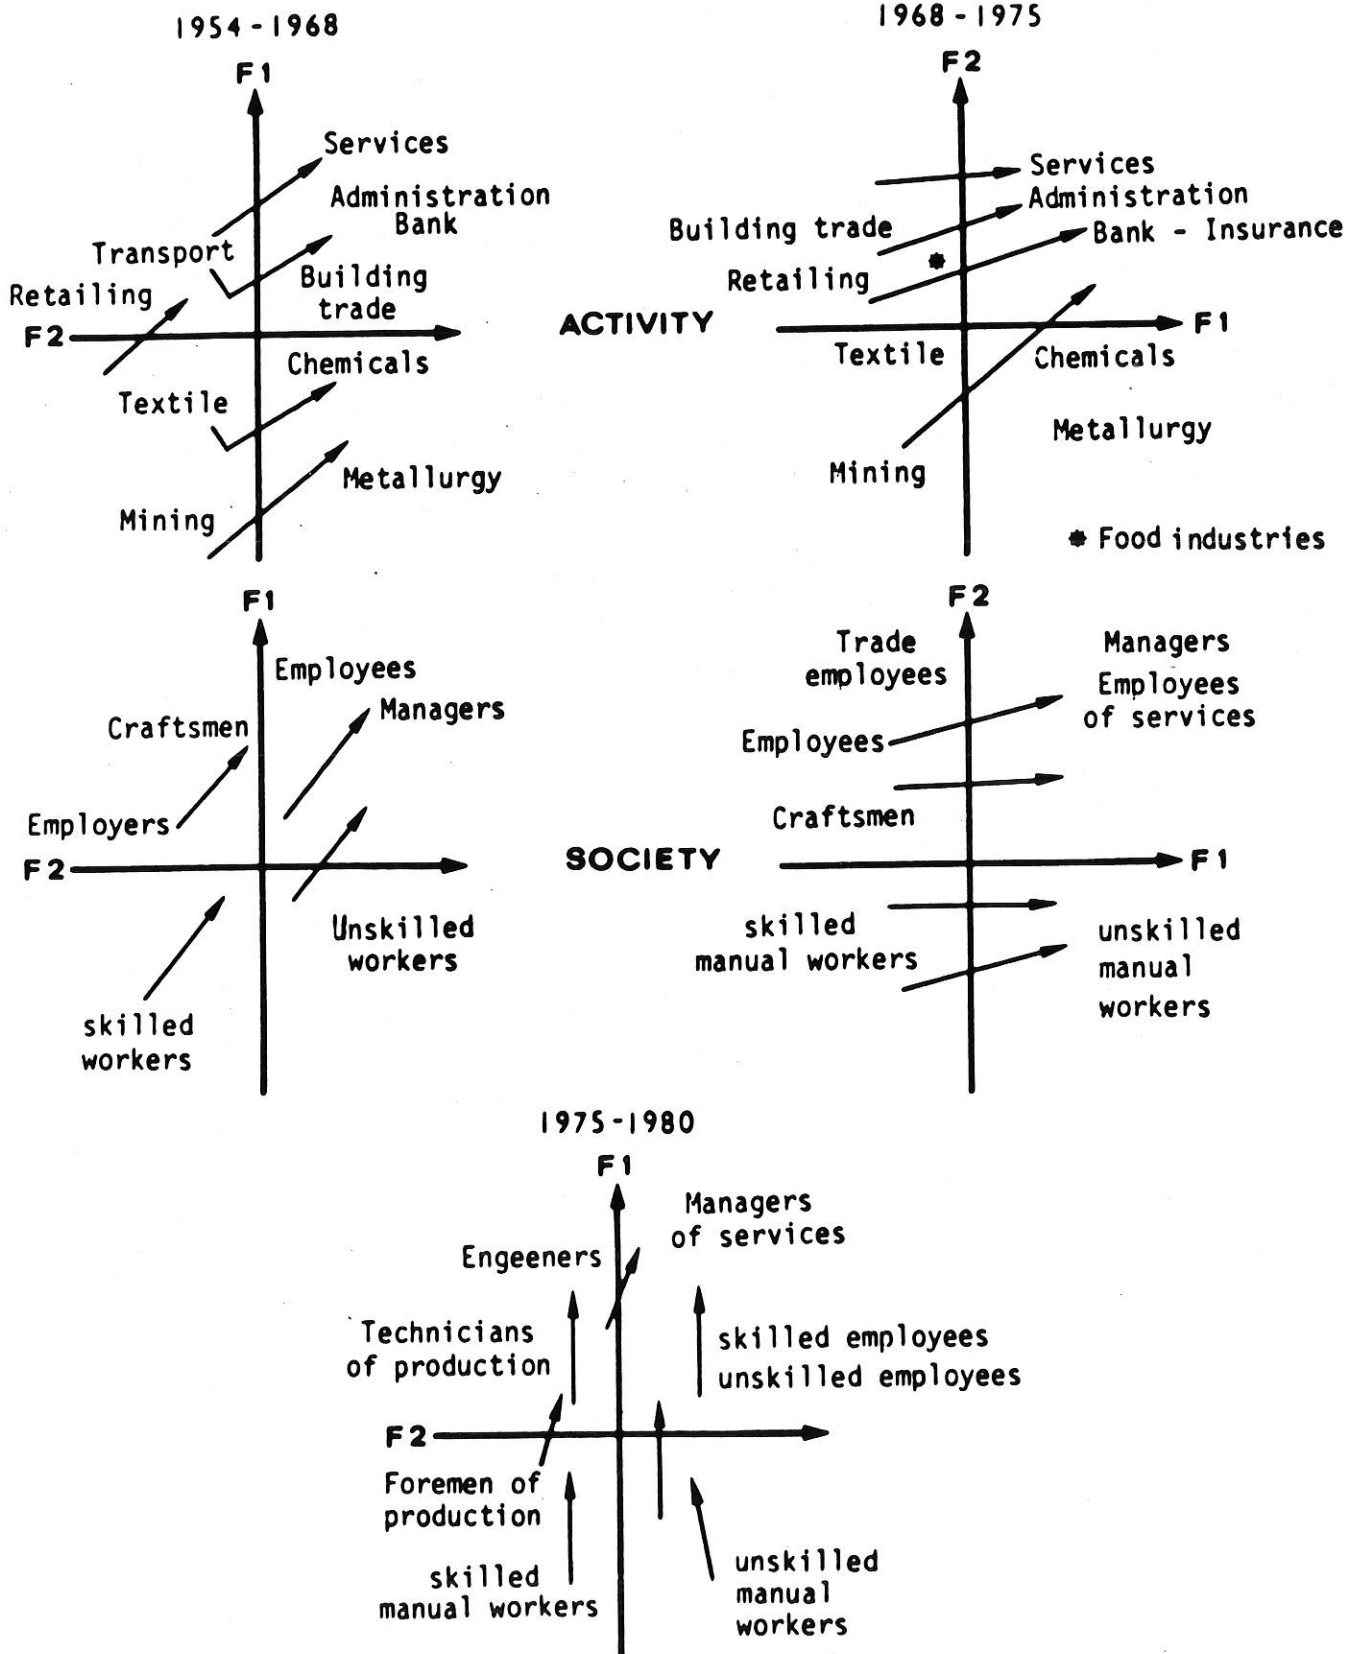 1954-1968
F1
Services
Administration
Bank
Transport
Building
trade
Retailing
F2
Chemicals
Textile
Metallurgy
Mining
1968-1975
F2
Services
Administration
Building trade
Bank - Insurance
Retailing
ACTIVITY
F1
Textile
Chemicals
Metallurgy
Mining
* Food industries
F1
Employees
Managers
Craftsmen
Employers
F2
Unskilled
workers
skilled
workers
F2
Trade
employees
Managers
Employees
of services
Employees
Craftsmen
SOCIETY
F1
skilled
manual workers
unskilled
manual
workers
1975-1980
F1
Managers
of services
Engeeners
Technicians
of production
skilled employees
unskilled employees
F2
Foremen of
production
skilled
manual workers
unskilled
manual
workers